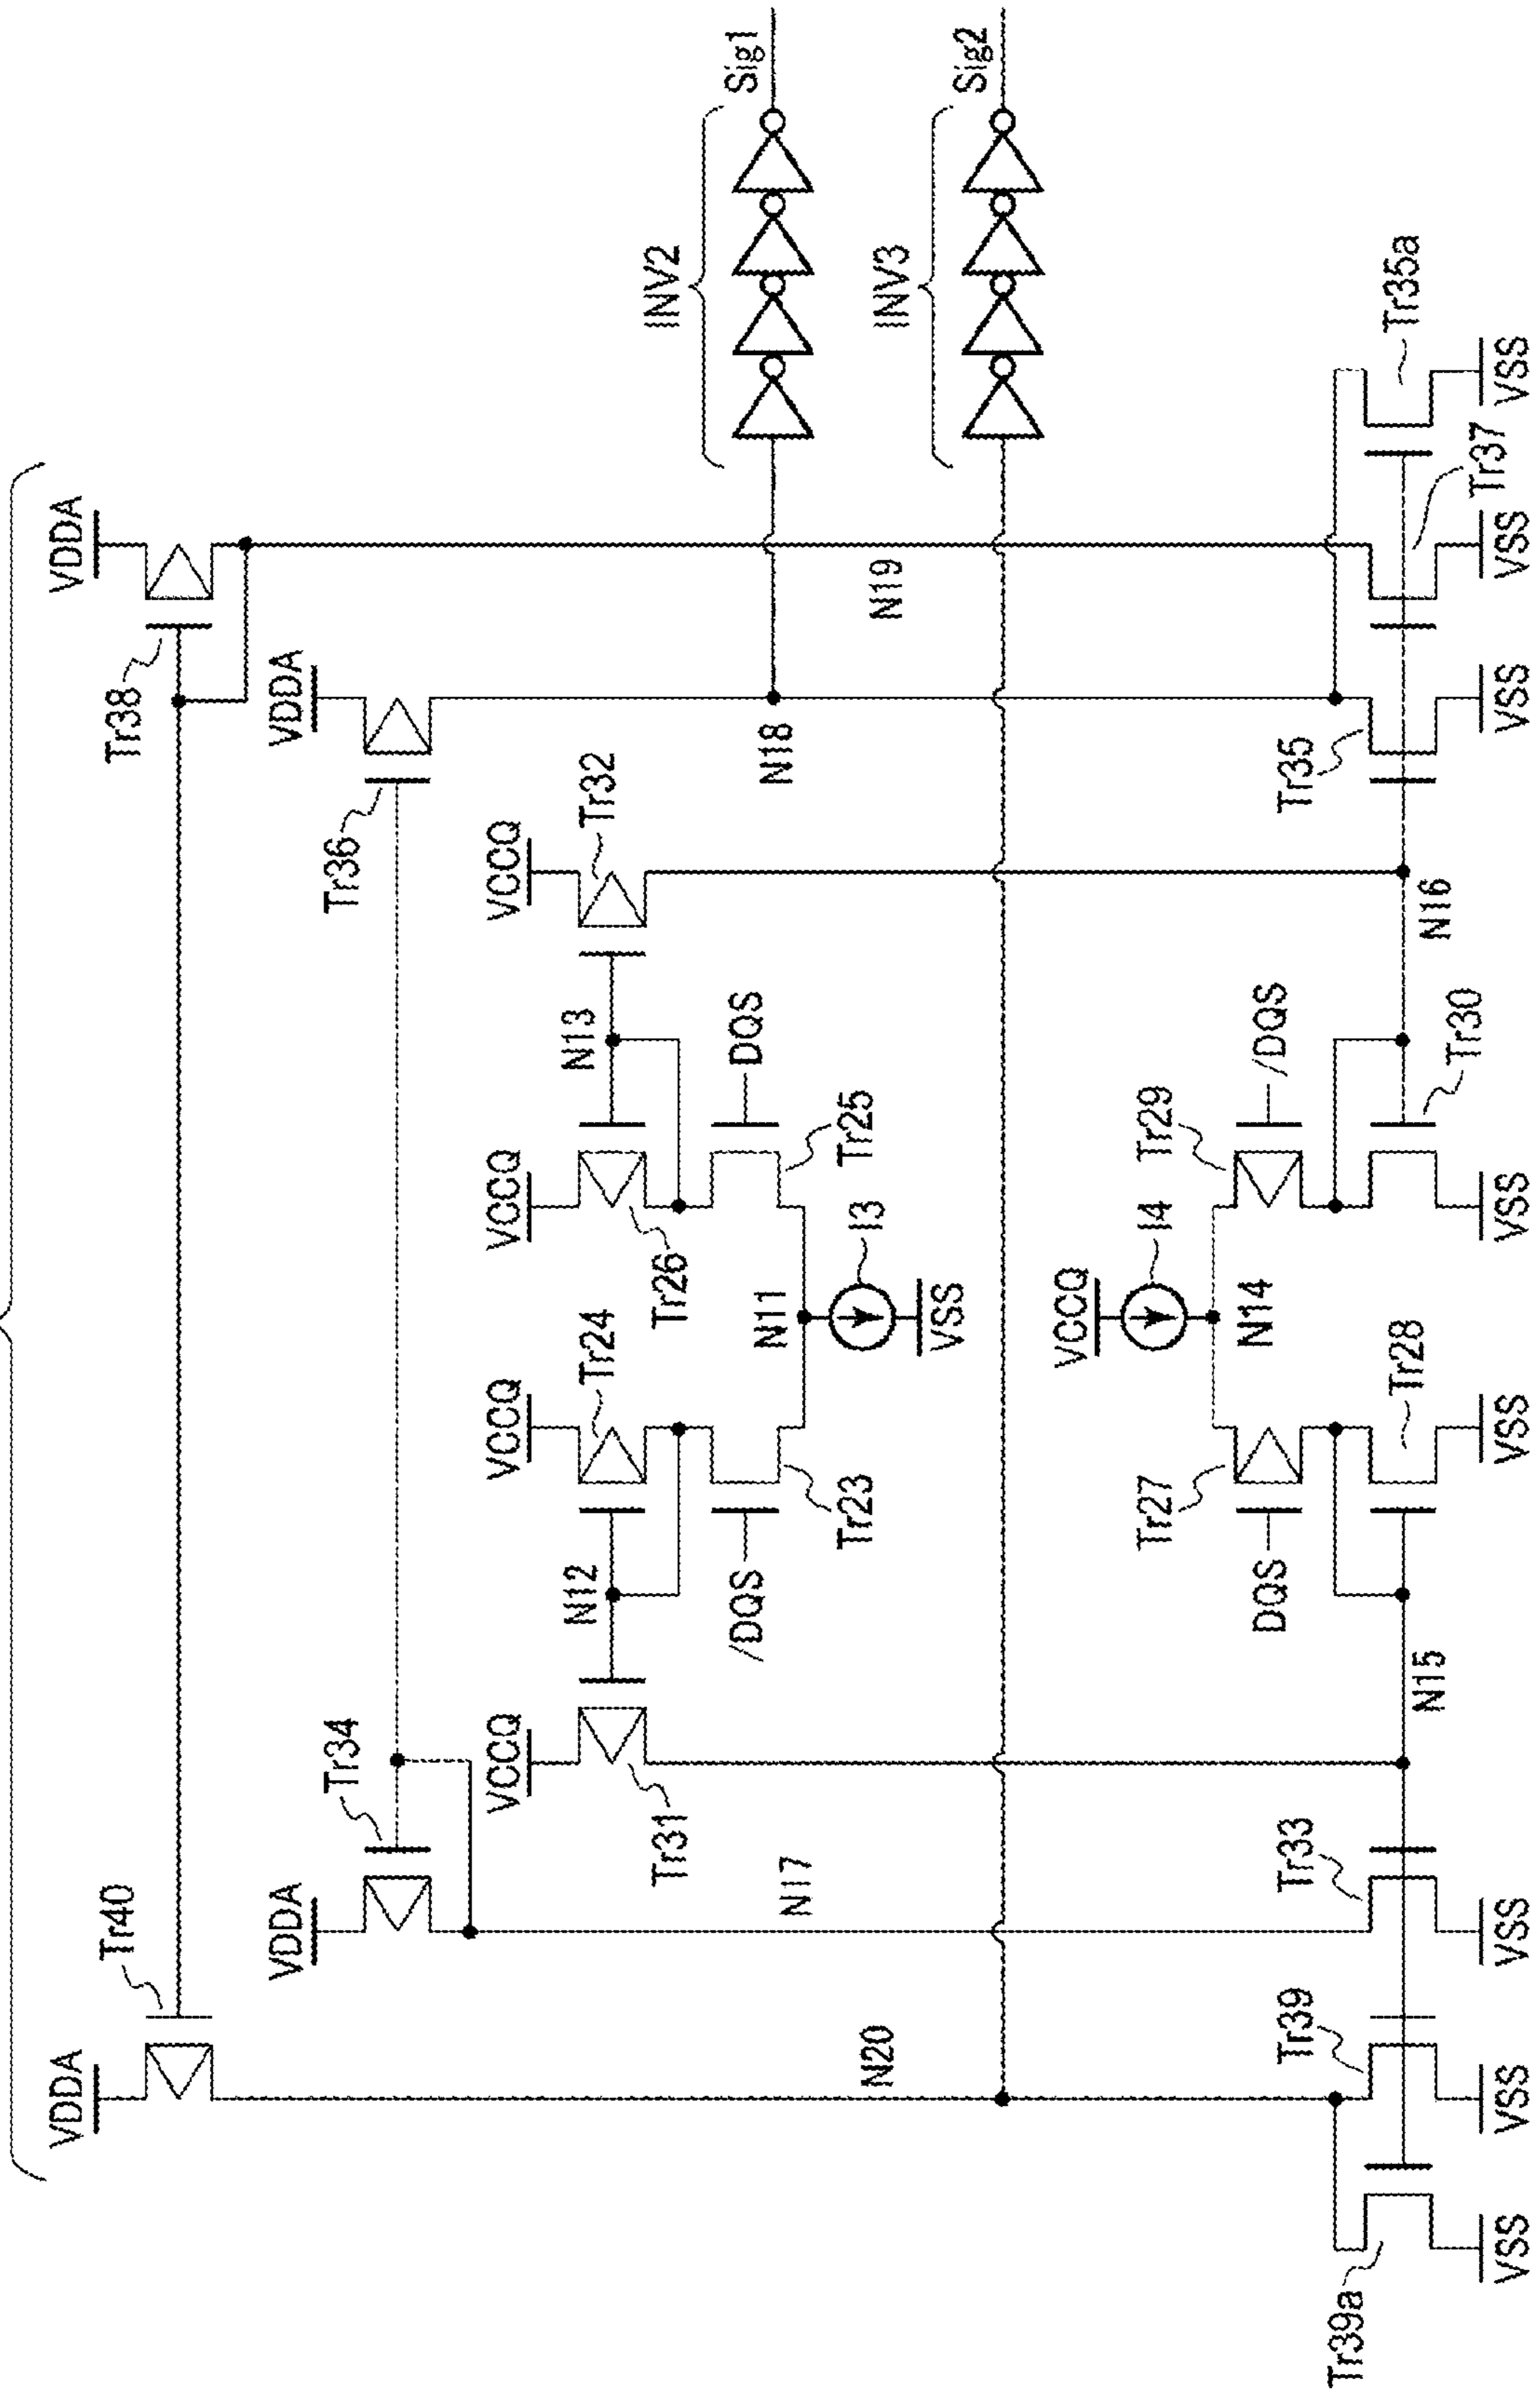 VDDA
Tr40
Tr38
VDDA
VDDA
Tr34
Tr36
VDDA
VCCQ
VCCQ
VCCQ
VCCQ
Tr31
N12
Tr24
Tr26
N13
Tr32
/DQS
Tr23
N11
Tr25
DQS
I3
VSS
N17
N18
N20
N19
INV2
Sig1
INV3
Sig2
VCCQ
I4
N14
DQS
Tr27
Tr29
/DQS
Tr39a
Tr39
Tr33
N15
Tr28
Tr30
N16
Tr35
Tr37
Tr35a
VSS
VSS
VSS
VSS
VSS
VSS
VSS
VSS